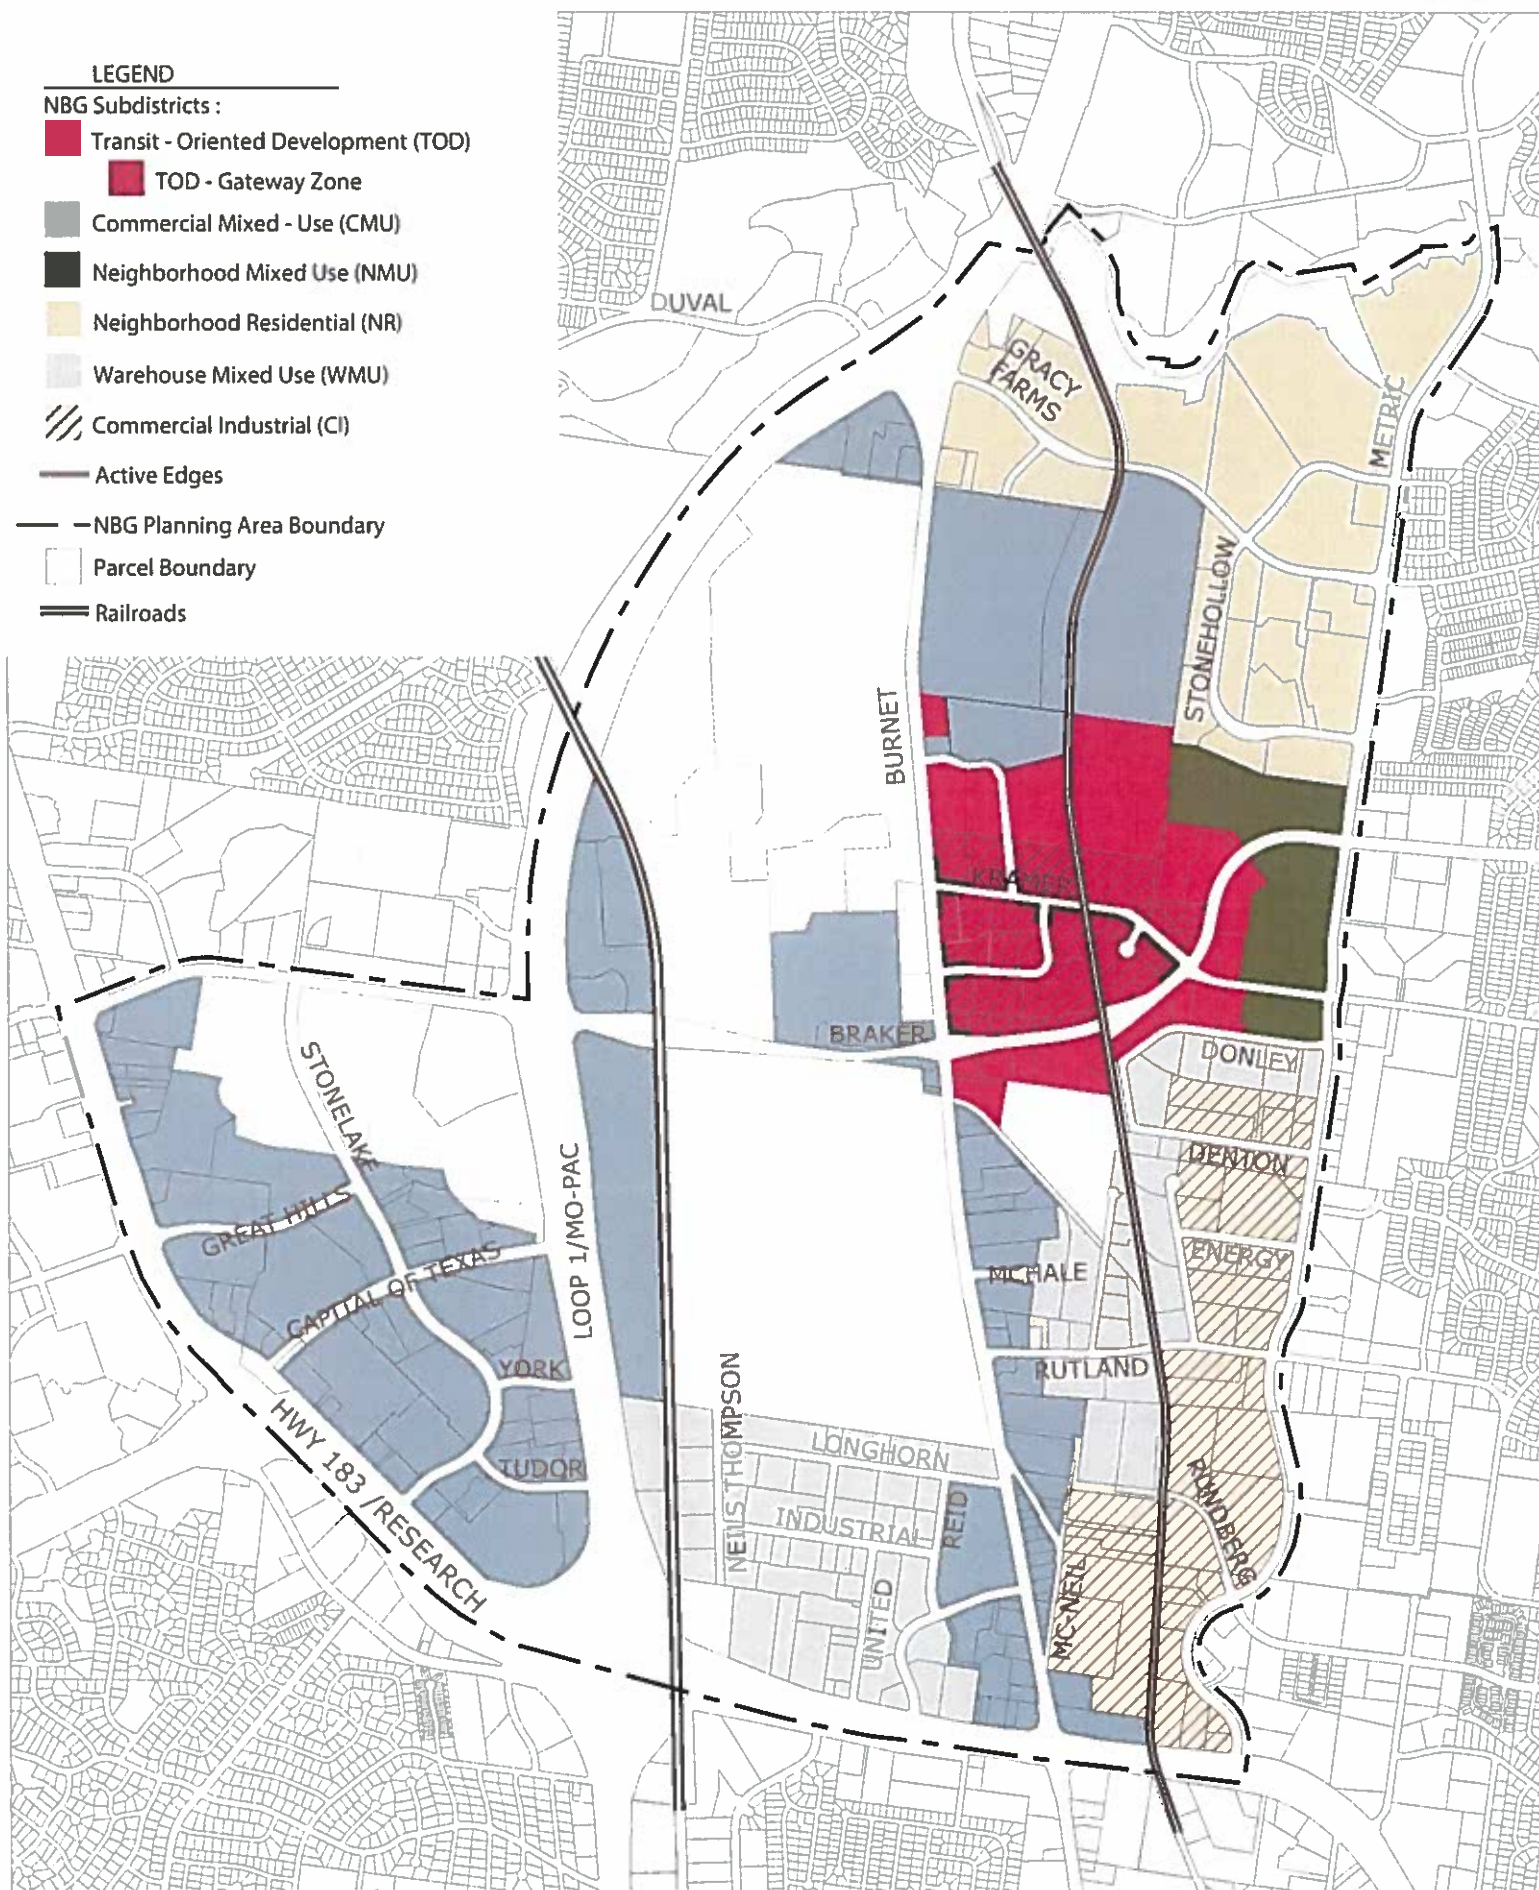 LEGEND
NBG Subdistricts :
Transit - Oriented Development (TOD)
TOD - Gateway Zone
Commercial Mixed - Use (CMU)
Neighborhood Mixed Use (NMU)
Neighborhood Residential (NR)
Warehouse Mixed Use (WMU)
Commercial Industrial (CI)
Active Edges
NBG Planning Area Boundary
Parcel Boundary
Railroads
DUVAL
GRACY
FARMS
METRIC
STONEHOLLOW
BURNET
KRAMER
BRAKER
DONLEY
STONELAKE
DENTON
GREAT HILLS
ENERGY
CAPITAL OF TEXAS
LOOP 1/MO-PAC
MCHALE
YORK
RUTLAND
HWY 183 /RESEARCH
NEILS THOMPSON
LONGHORN
TUDOR
REID
RUNDBERG
INDUSTRIAL
UNITED
MC-NEIL